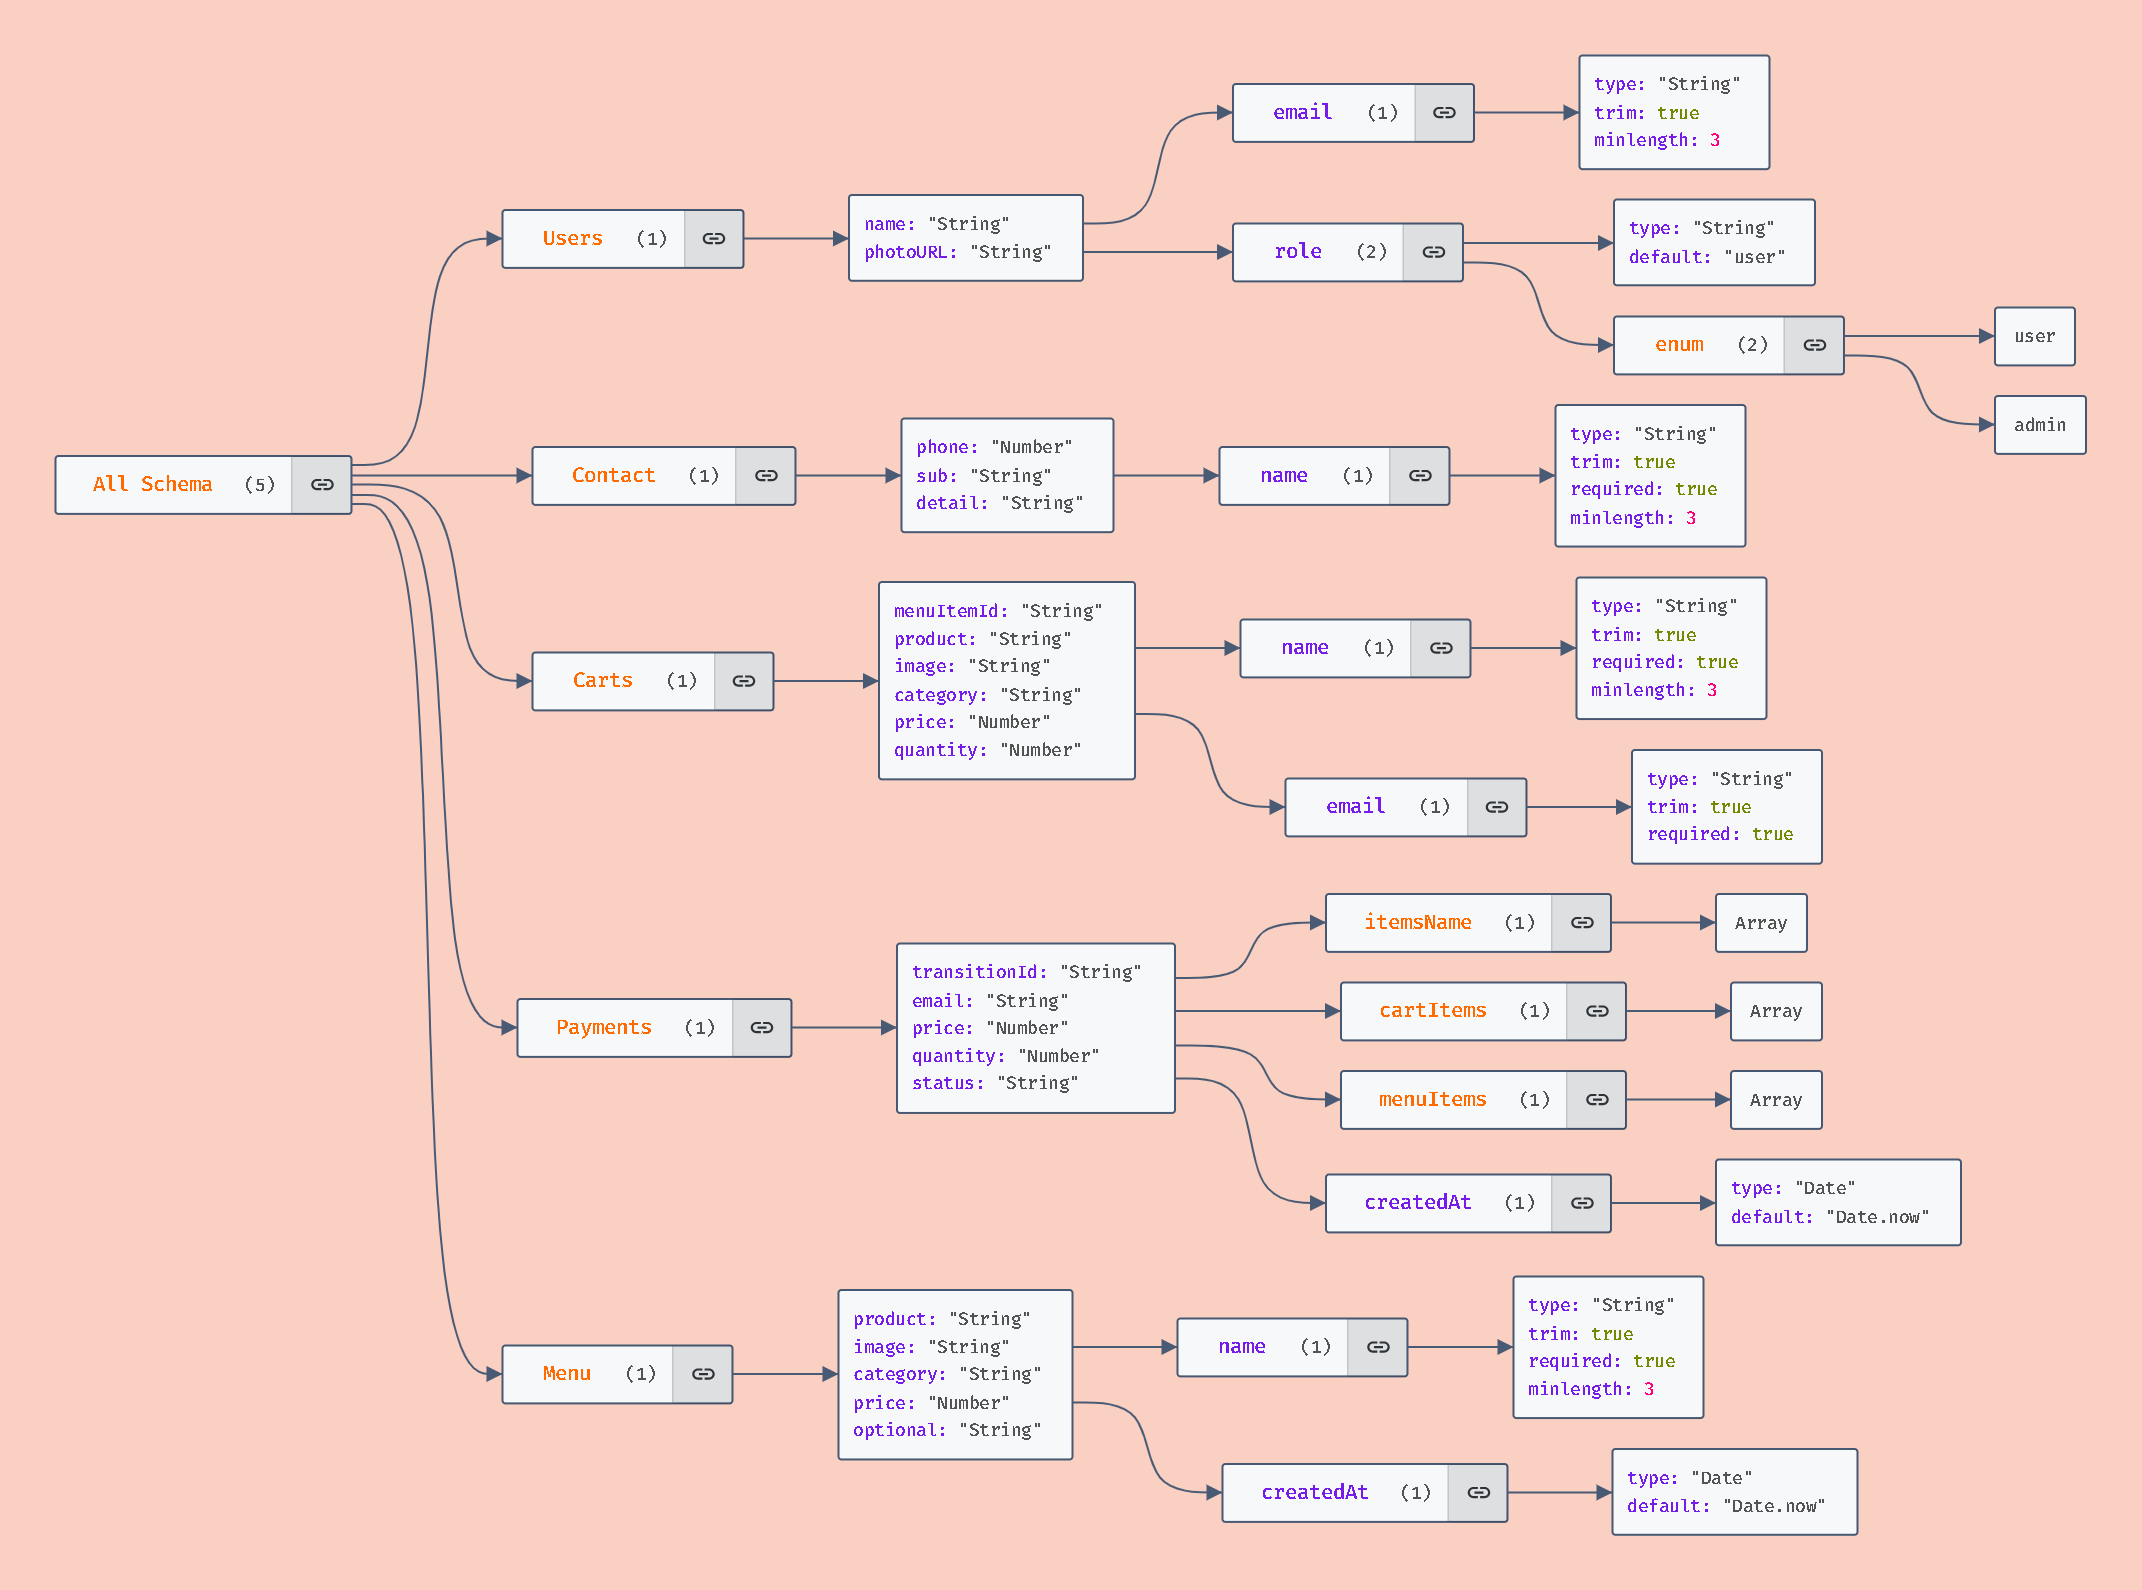 All Schema (5)
Users (1)
name: "String"
photoURL: "String"
email (1)
type: "String"
trim: true
minlength: 3
role (2)
type: "String"
default: "user"
enum (2)
user
admin
Contact (1)
phone: "Number"
sub: "String"
detail: "String"
name (1)
type: "String"
trim: true
required: true
minlength: 3
Carts (1)
menuItemId: "String"
product: "String"
image: "String"
category: "String"
price: "Number"
quantity: "Number"
name (1)
type: "String"
trim: true
required: true
minlength: 3
email (1)
type: "String"
trim: true
required: true
Payments (1)
transitionId: "String"
email: "String"
price: "Number"
quantity: "Number"
status: "String"
itemsName (1)
Array
cartItems (1)
Array
menuItems (1)
Array
createdAt (1)
type: "Date"
default: "Date.now"
Menu (1)
product: "String"
image: "String"
category: "String"
price: "Number"
optional: "String"
name (1)
type: "String"
trim: true
required: true
minlength: 3
createdAt (1)
type: "Date"
default: "Date.now"